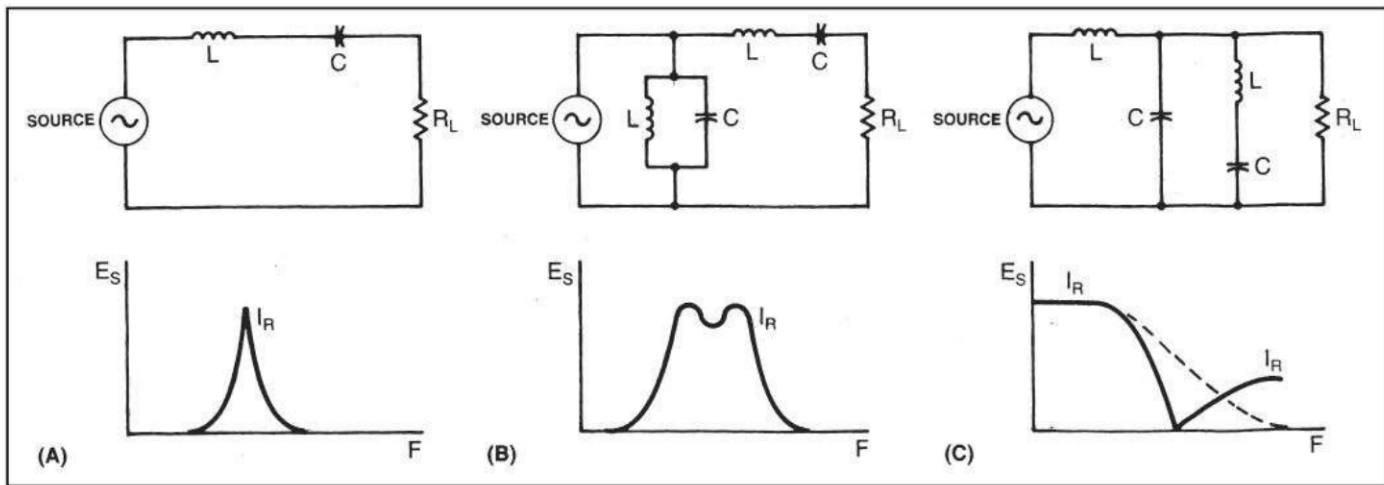 L
C
SOURCE
R_L
E_S
I_R
F
(A)
L
C
SOURCE
L
C
R_L
E_S
I_R
F
(B)
L
L
C
SOURCE
C
R_L
E_S
I_R
I_R
F
(C)